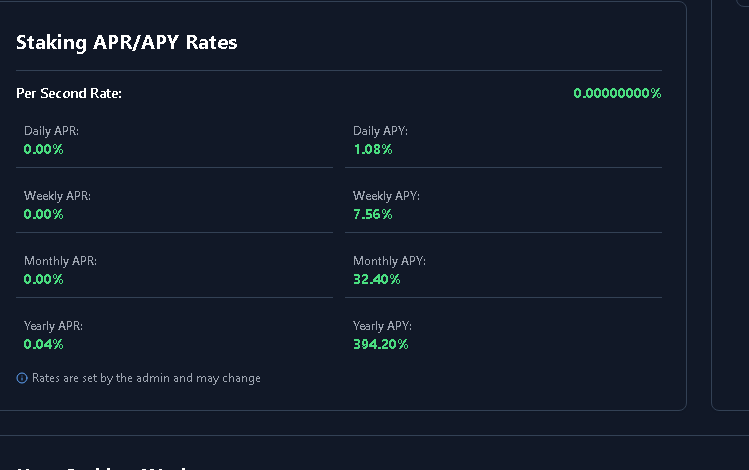 Staking APR/APY Rates
Per Second Rate: 0.00000000%
Daily APR: Daily APY:
0.00% 1.08%
Weekly APR: Weekly APY:
0.00% 7.56%
Monthly APR: Monthly APY:
0.00% 32.40%
Yearly APR: Yearly APY:
0.04% 394.20%
Rates are set by the admin and may change